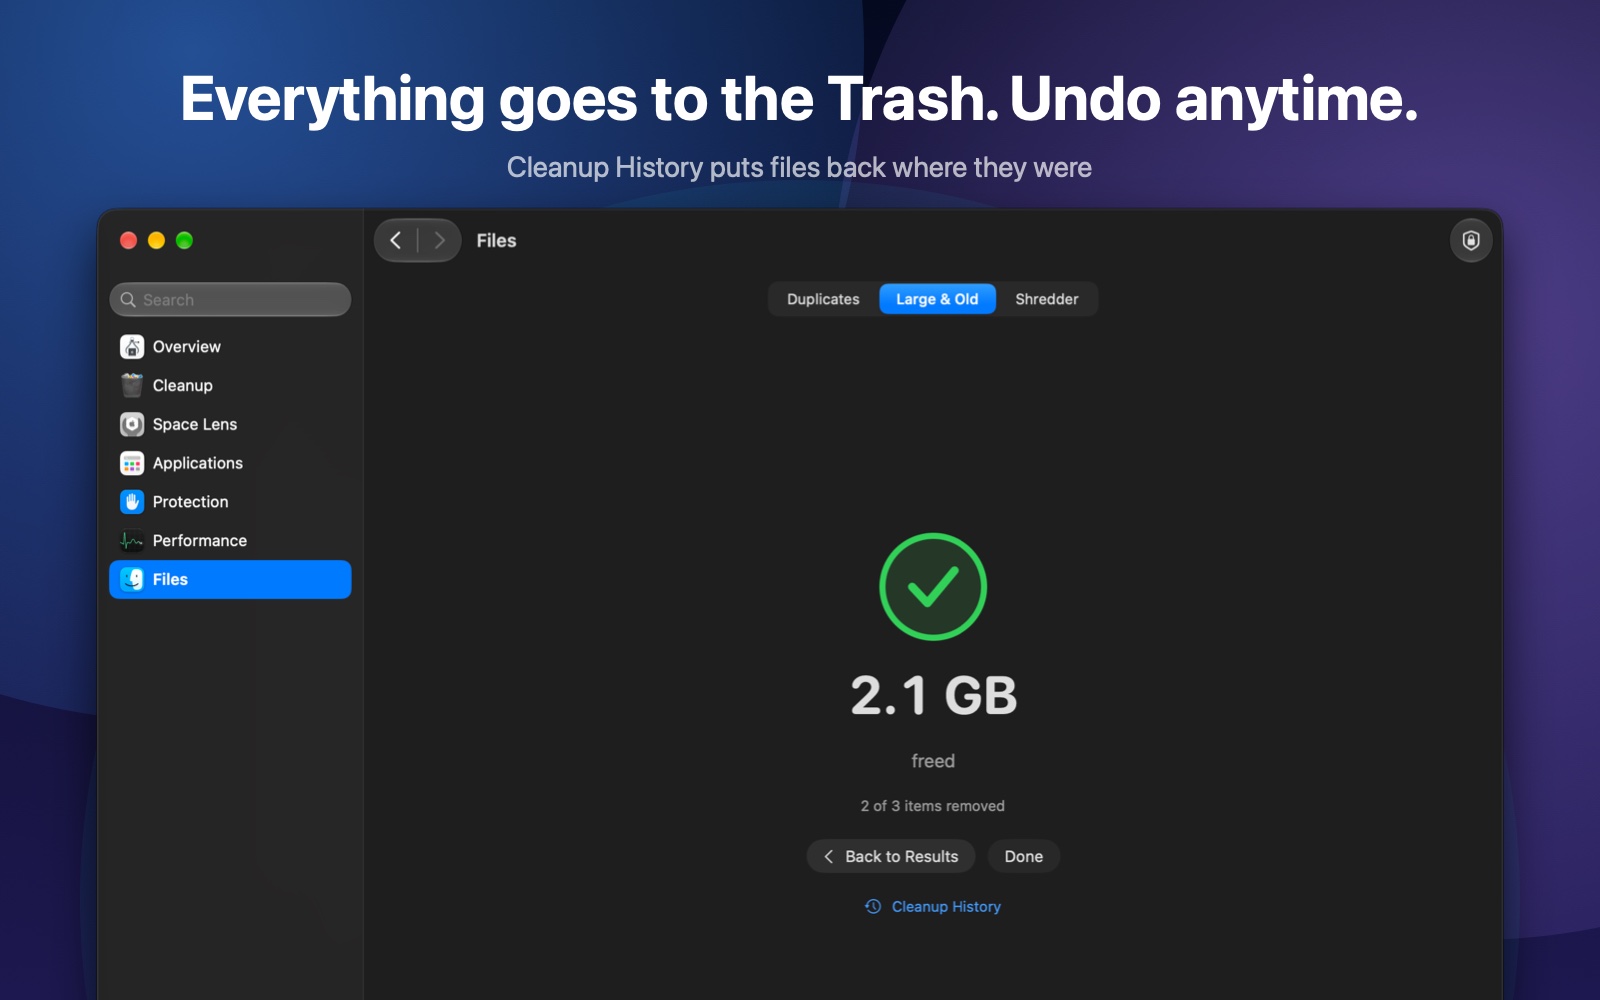 Everything goes to the Trash. Undo anytime.
Cleanup History puts files back where they were
Files
Search
Duplicates
Large & Old
Shredder
Overview
Cleanup
Space Lens
Applications
Protection
Performance
Files
2.1 GB
freed
2 of 3 items removed
Back to Results
Done
Cleanup History